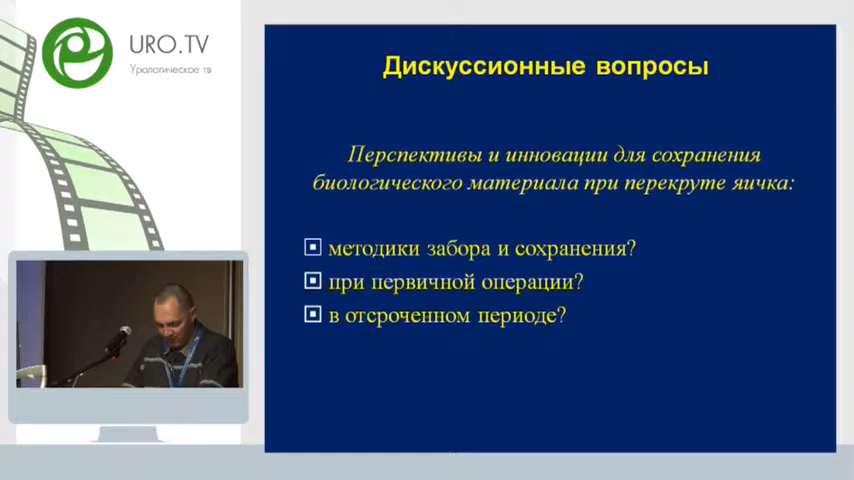 URO.TV
Урологическое тв
Дискуссионные вопросы
Перспективы и инновации для сохранения
биологического материала при перекруте яичка:
методики забора и сохранения?
при первичной операции?
в отсроченном периоде?